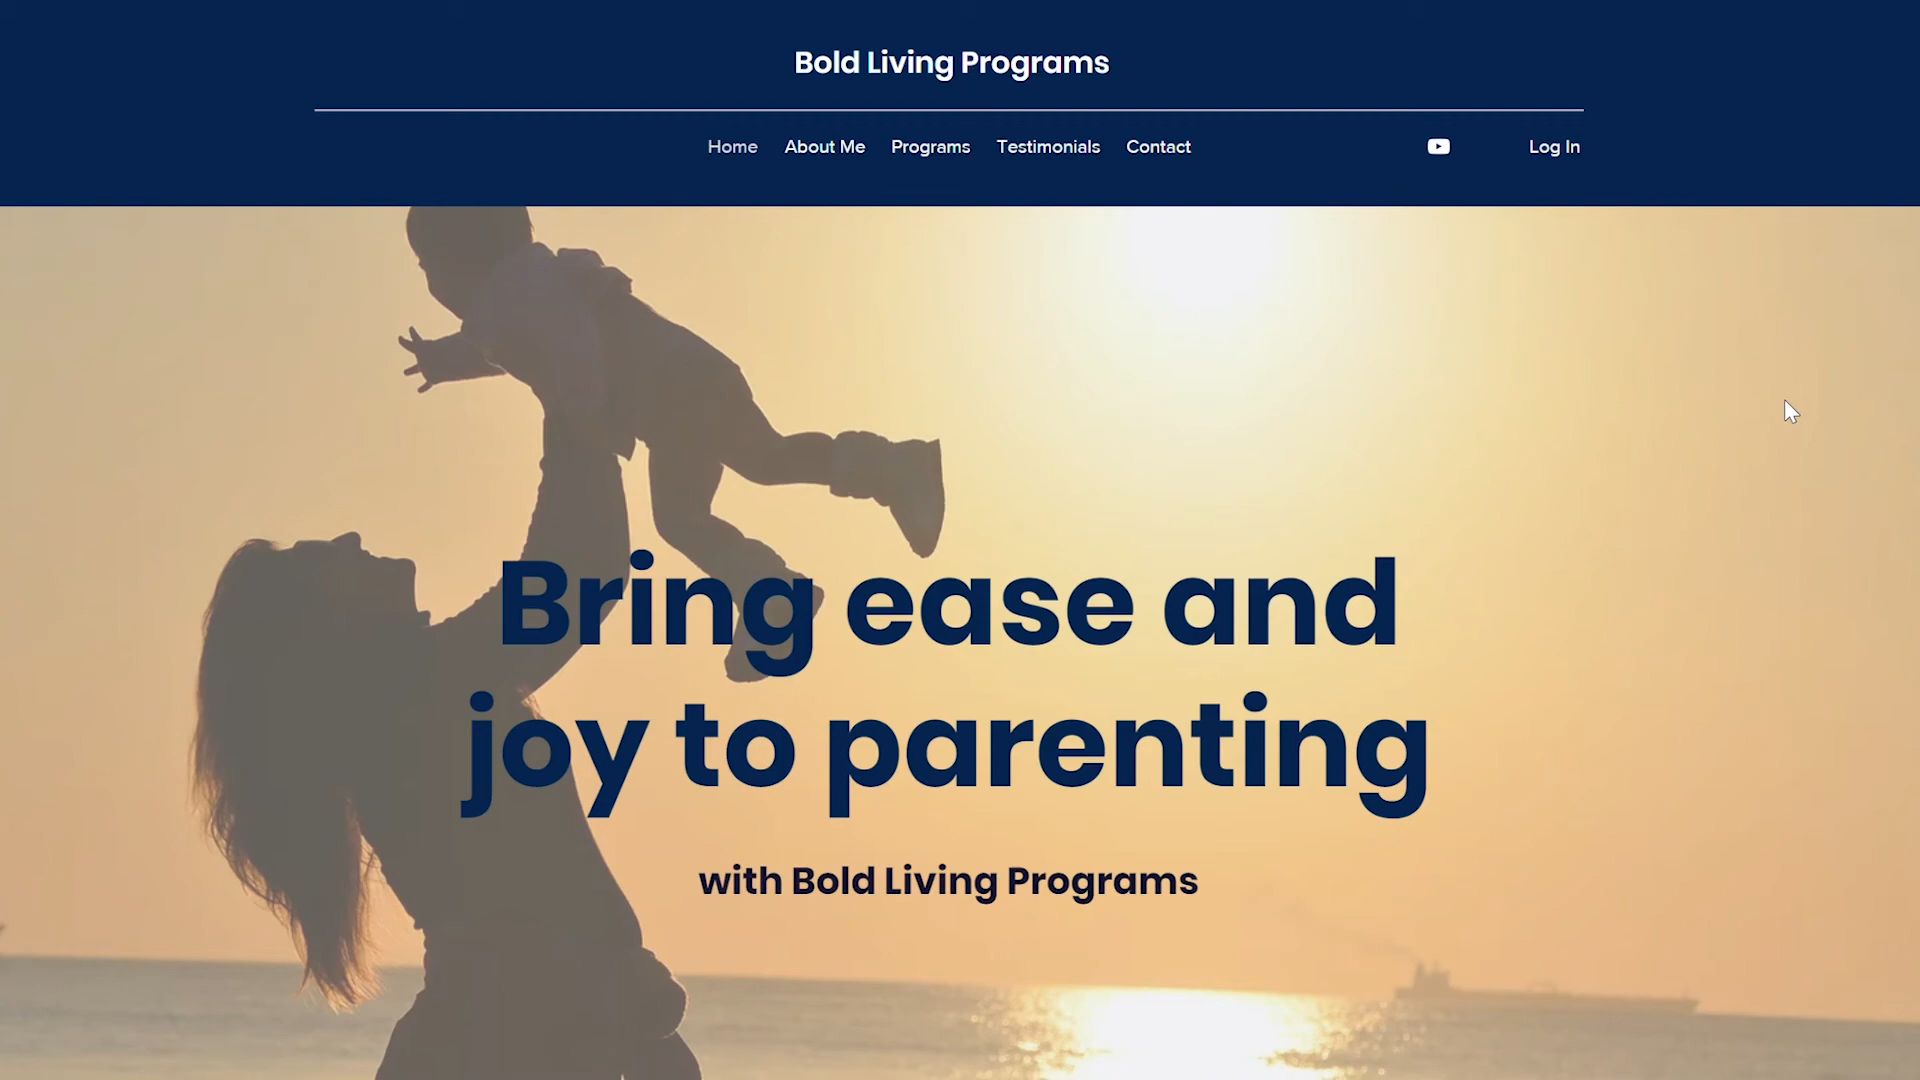 Bold Living Programs
Home About Me Programs Testimonials Contact Log In
Bring ease and
joy to parenting
with Bold Living Programs